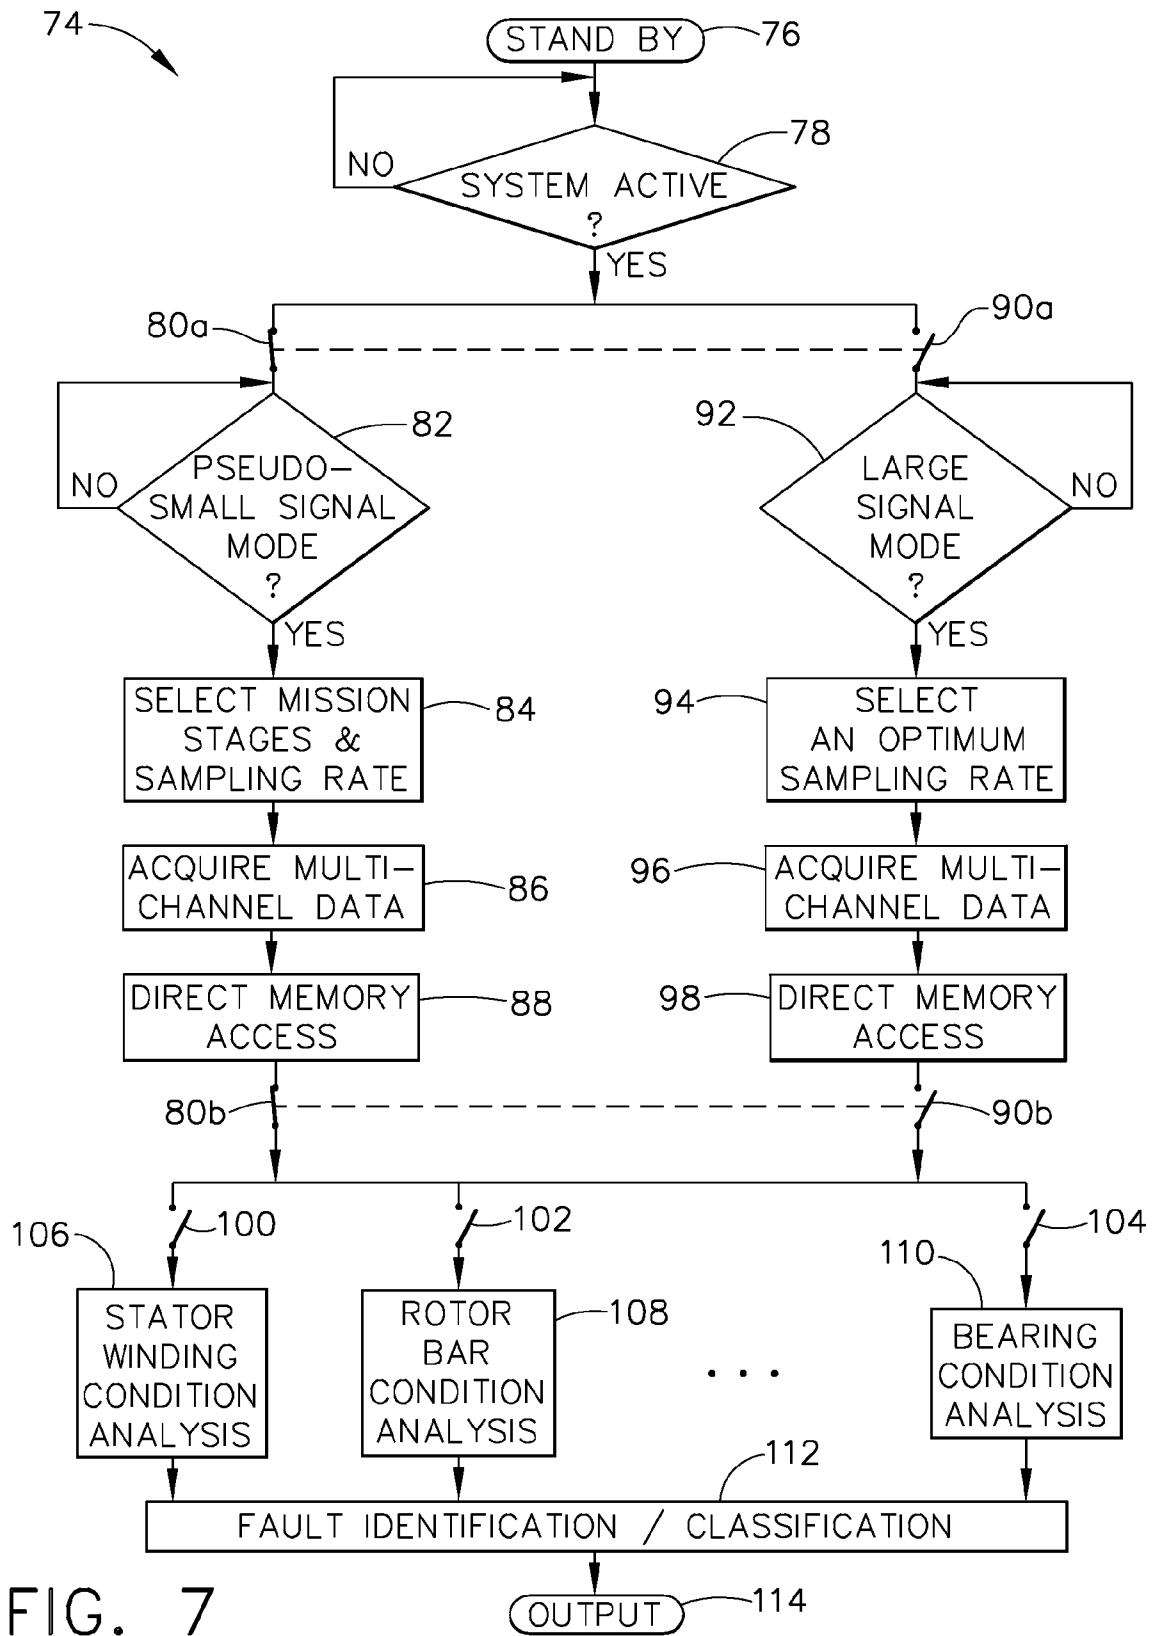 74
STAND BY
76
78
NO
SYSTEM ACTIVE
?
YES
80a
90a
82
92
NO
PSEUDO-
SMALL SIGNAL
MODE
?
YES
LARGE
SIGNAL
MODE
?
NO
YES
SELECT MISSION
STAGES &
SAMPLING RATE
84
94
SELECT
AN OPTIMUM
SAMPLING RATE
ACQUIRE MULTI-
CHANNEL DATA
86
96
ACQUIRE MULTI-
CHANNEL DATA
DIRECT MEMORY
ACCESS
88
98
DIRECT MEMORY
ACCESS
80b
90b
100
102
104
106
STATOR
WINDING
CONDITION
ANALYSIS
ROTOR
BAR
CONDITION
ANALYSIS
108
. . .
110
BEARING
CONDITION
ANALYSIS
112
FAULT IDENTIFICATION / CLASSIFICATION
OUTPUT
114
FIG. 7